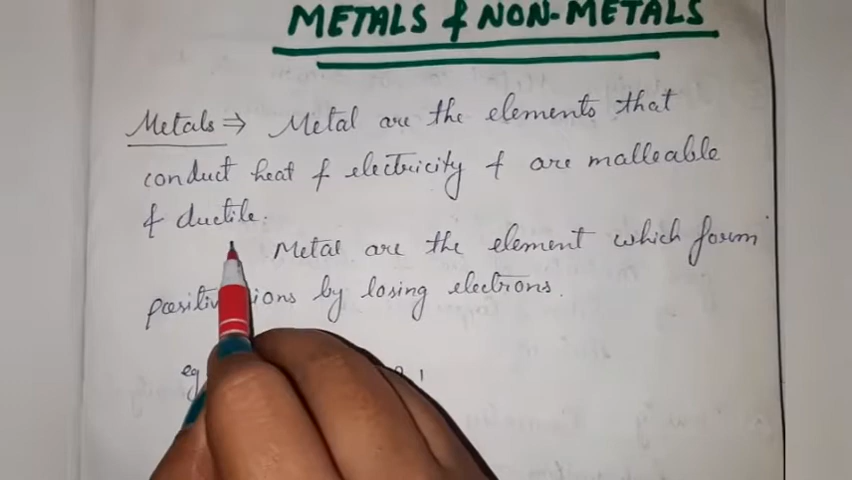 METALS & NON-METALS
Metals ⇒ Metal are the elements that
conduct heat & electricity & are malleable
& ductile.
Metal are the element which form
ions by losing electrons.
eg